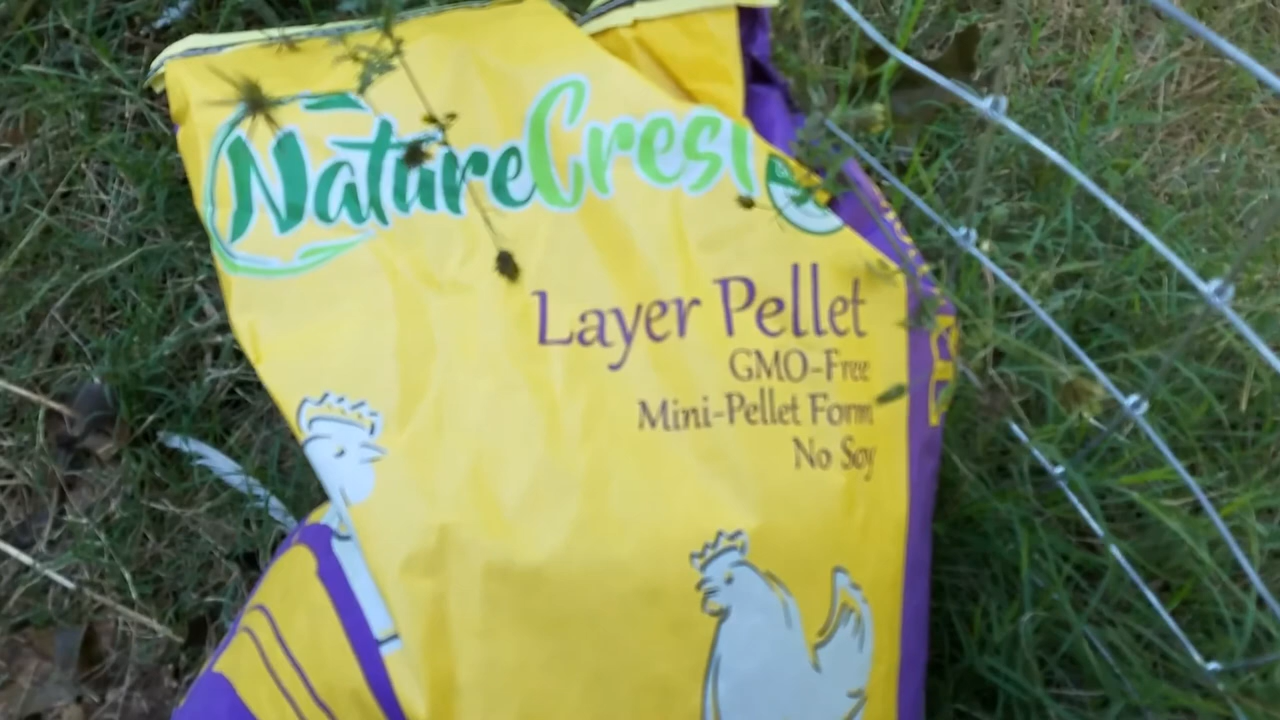 NatureCrest
Layer Pellet
GMO-Free
Mini-Pellet Form
No Soy